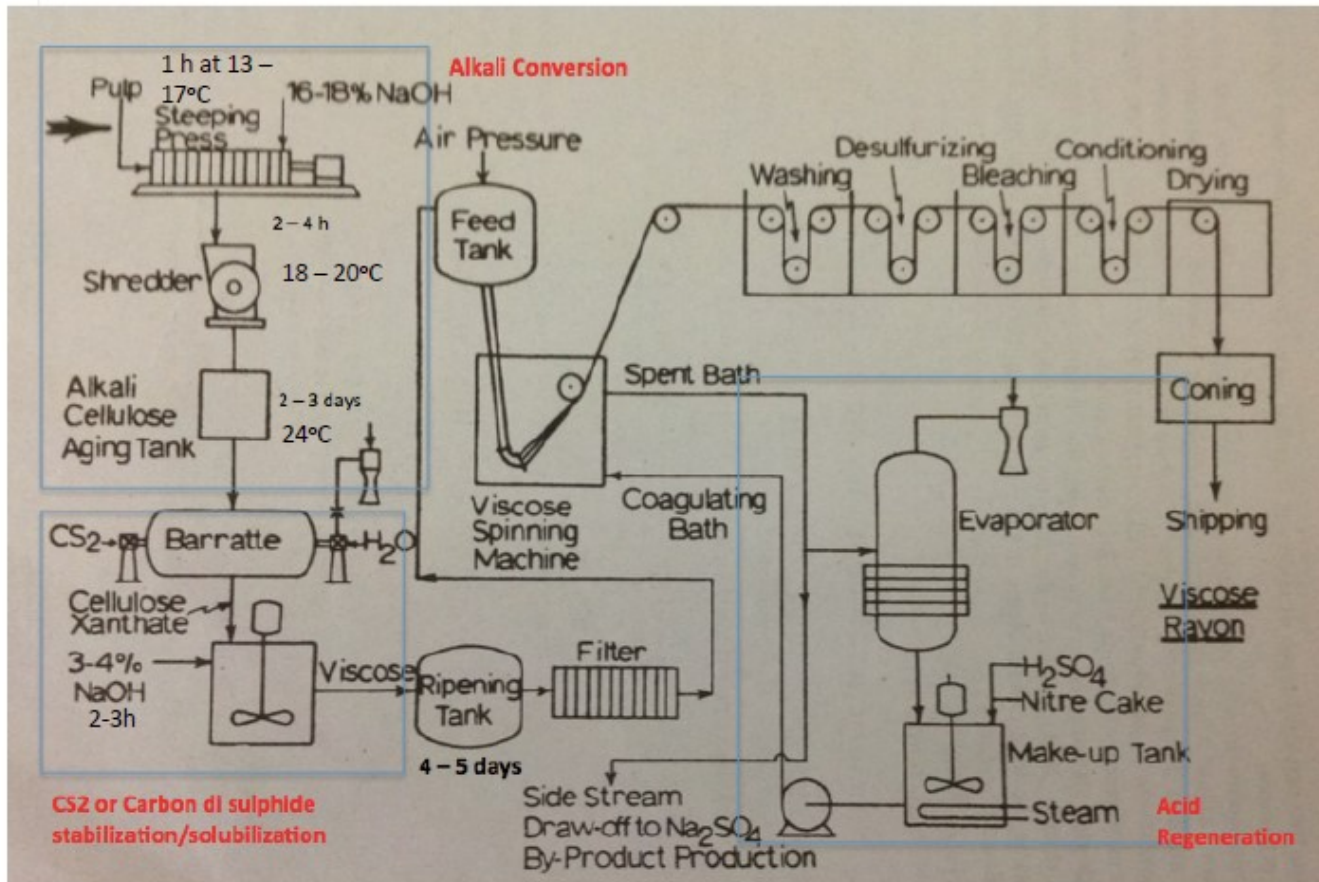 1 h at 13 –
17°C
Alkali Conversion
Pulp
16-18% NaOH
Steeping
Press
Air Pressure
2 – 4 h
Shredder
18 – 20°C
Feed
Tank
Washing
Desulfurizing
Bleaching
Conditioning
Drying
Alkali
Cellulose
Aging Tank
2 – 3 days
24°C
Spent Bath
Coning
CS2
Barratte
H2O
Viscose
Spinning
Machine
Coagulating
Bath
Evaporator
Shipping
Cellulose
Xanthate
Viscose
Rayon
3-4%
NaOH
2-3h
Viscose
Ripening
Tank
Filter
H2SO4
Nitre Cake
Make-up Tank
4 – 5 days
Steam
Side Stream
Draw-off to Na2SO4
By-Product Production
CS2 or Carbon di sulphide
stabilization/solubilization
Acid
Regeneration